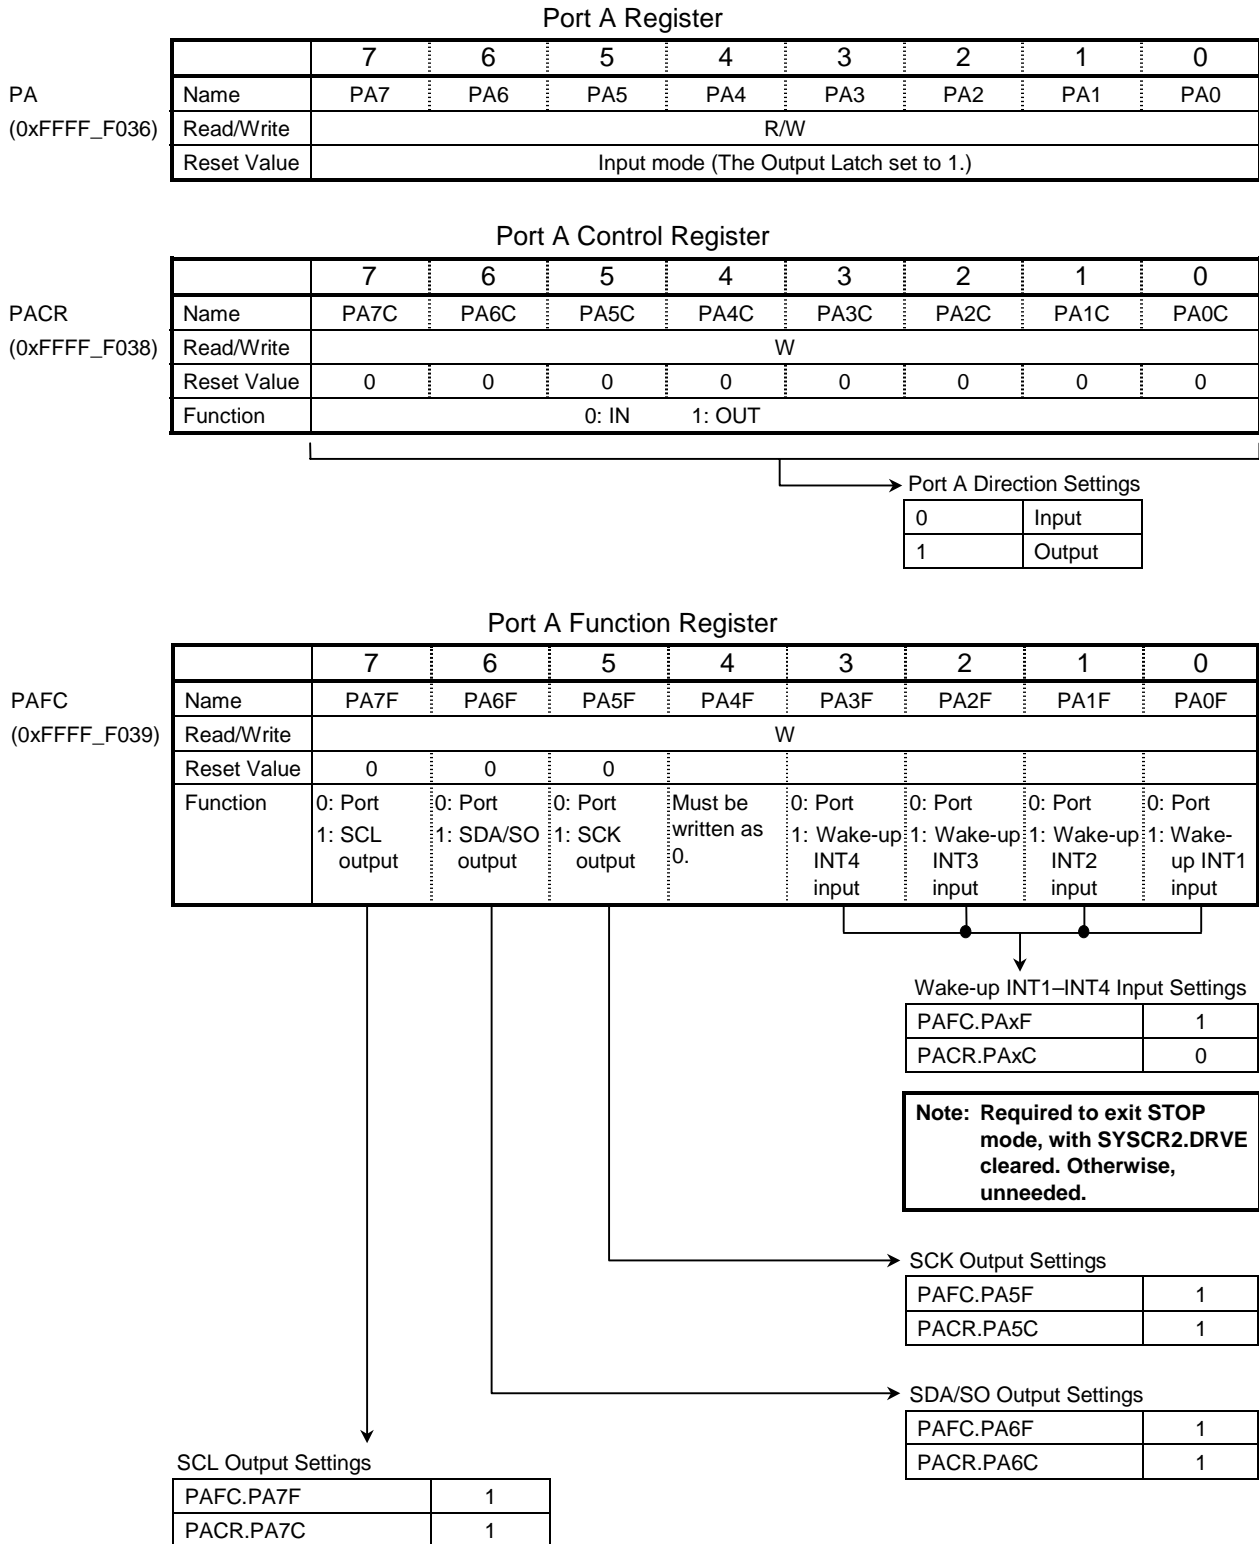 Port A Register
7 6 5 4 3 2 1 0
PA Name PA7 PA6 PA5 PA4 PA3 PA2 PA1 PA0
(0xFFFF_F036) Read/Write R/W
Reset Value Input mode (The Output Latch set to 1.)
Port A Control Register
7 6 5 4 3 2 1 0
PACR Name PA7C PA6C PA5C PA4C PA3C PA2C PA1C PA0C
(0xFFFF_F038) Read/Write W
Reset Value 0 0 0 0 0 0 0 0
Function 0: IN 1: OUT
Port A Direction Settings
0 Input
1 Output
Port A Function Register
7 6 5 4 3 2 1 0
PAFC Name PA7F PA6F PA5F PA4F PA3F PA2F PA1F PA0F
(0xFFFF_F039) Read/Write W
Reset Value 0 0 0
Function 0: Port 0: Port 0: Port Must be 0: Port 0: Port 0: Port 0: Port
1: SCL 1: SDA/SO 1: SCK written as 1: Wake-up 1: Wake-up 1: Wake-up 1: Wake-
output output output 0. INT4 INT3 INT2 up INT1
input input input input
Wake-up INT1–INT4 Input Settings
PAFC.PAxF 1
PACR.PAxC 0
Note: Required to exit STOP
mode, with SYSCR2.DRVE
cleared. Otherwise,
unneeded.
SCK Output Settings
PAFC.PA5F 1
PACR.PA5C 1
SDA/SO Output Settings
PAFC.PA6F 1
PACR.PA6C 1
SCL Output Settings
PAFC.PA7F 1
PACR.PA7C 1